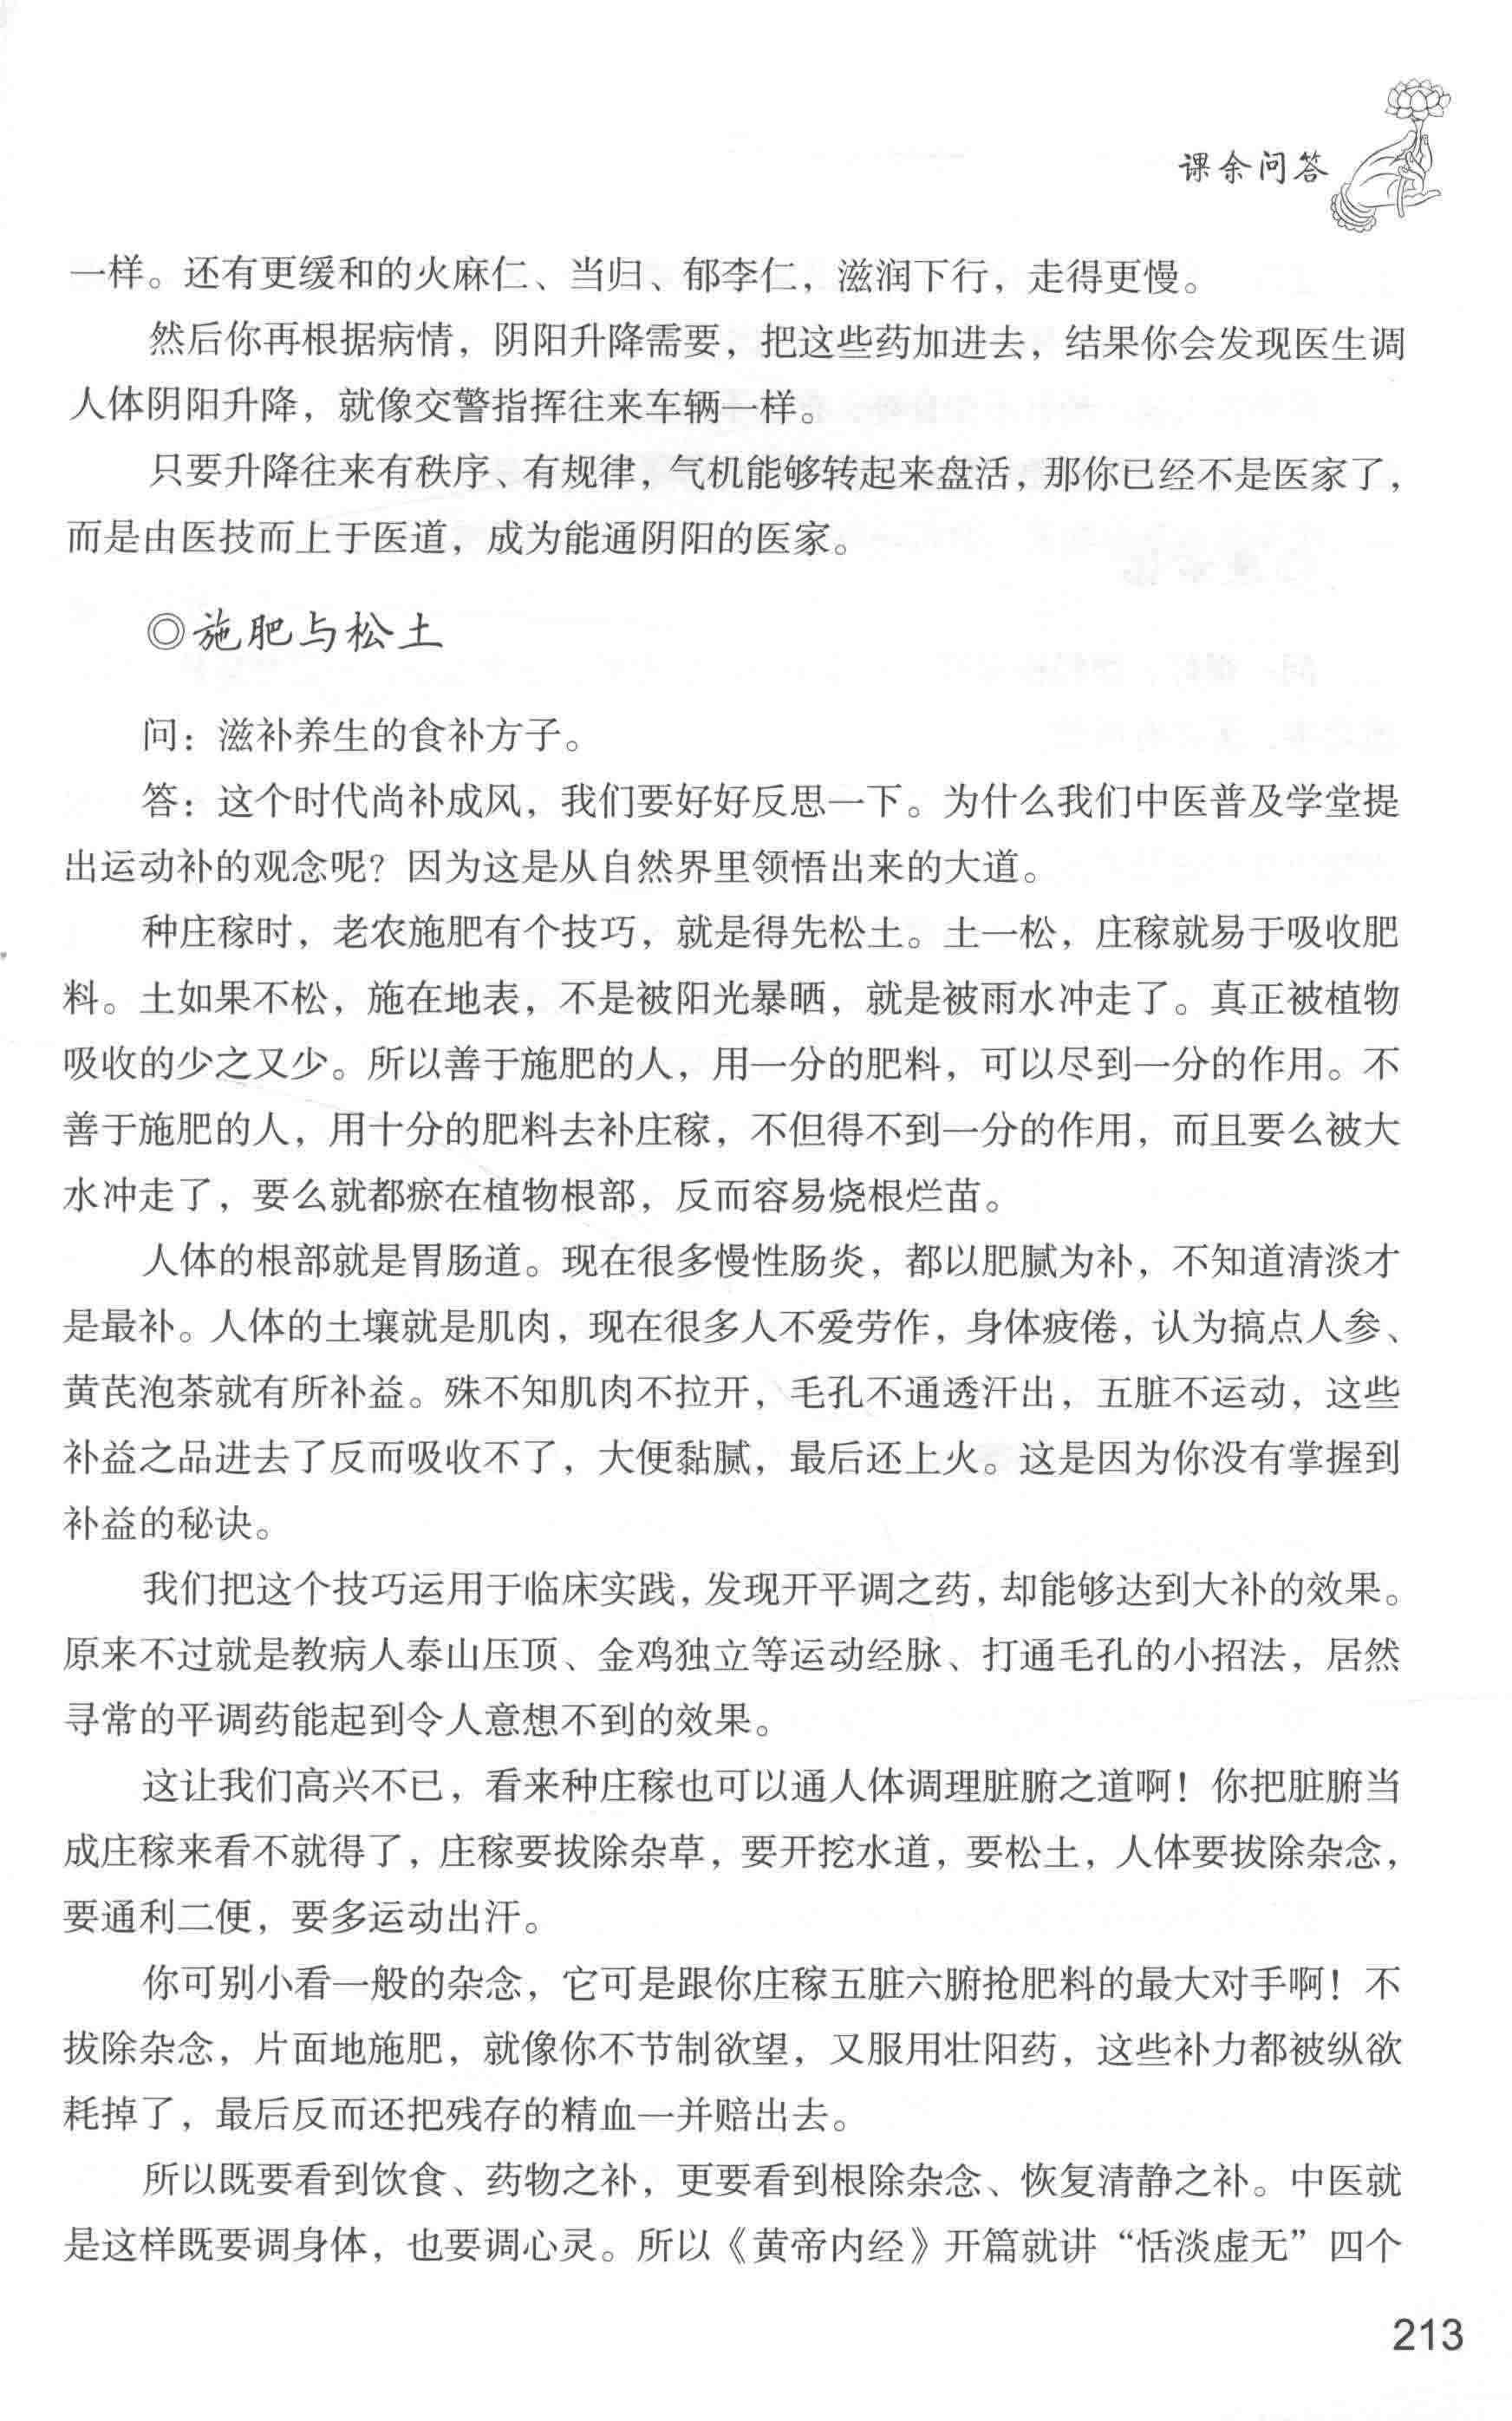 课余问答
一样。还有更缓和的火麻仁、当归、郁李仁，滋润下行，走得更慢。
然后你再根据病情，阴阳升降需要，把这些药加进去，结果你会发现医生调
人体阴阳升降，就像交警指挥往来车辆一样。
只要升降往来有秩序、有规律，气机能够转起来盘活，那你已经不是医家了，
而是由医技而上于医道，成为能通阴阳的医家。
◎施肥与松土
问：滋补养生的食补方子。
答：这个时代尚补成风，我们要好好反思一下。为什么我们中医普及学堂提
出运动补的观念呢？因为这是从自然界里领悟出来的大道。
种庄稼时，老农施肥有个技巧，就是得先松土。土一松，庄稼就易于吸收肥
料。土如果不松，施在地表，不是被阳光暴晒，就是被雨水冲走了。真正被植物
吸收的少之又少。所以善于施肥的人，用一分的肥料，可以尽到一分的作用。不
善于施肥的人，用十分的肥料去补庄稼，不但得不到一分的作用，而且要么被大
水冲走了，要么就都瘀在植物根部，反而容易烧根烂苗。
人体的根部就是胃肠道。现在很多慢性肠炎，都以肥腻为补，不知道清淡才
是最补。人体的土壤就是肌肉，现在很多人不爱劳作，身体疲倦，认为搞点人参、
黄芪泡茶就有所补益。殊不知肌肉不拉开，毛孔不通透汗出，五脏不运动，这些
补益之品进去了反而吸收不了，大便黏腻，最后还上火。这是因为你没有掌握到
补益的秘诀。
我们把这个技巧运用于临床实践，发现开平调之药，却能够达到大补的效果。
原来不过就是教病人泰山压顶、金鸡独立等运动经脉、打通毛孔的小招法，居然
寻常的平调药能起到令人意想不到的效果。
这让我们高兴不已，看来种庄稼也可以通人体调理脏腑之道啊！你把脏腑当
成庄稼来看不就得了，庄稼要拔除杂草，要开挖水道，要松土，人体要拔除杂念，
要通利二便，要多运动出汗。
你可别小看一般的杂念，它可是跟你庄稼五脏六腑抢肥料的最大对手啊！不
拔除杂念，片面地施肥，就像你不节制欲望，又服用壮阳药，这些补力都被纵欲
耗掉了，最后反而还把残存的精血一并赔出去。
所以既要看到饮食、药物之补，更要看到根除杂念、恢复清静之补。中医就
是这样既要调身体，也要调心灵。所以《黄帝内经》开篇就讲“恬淡虚无”四个
213